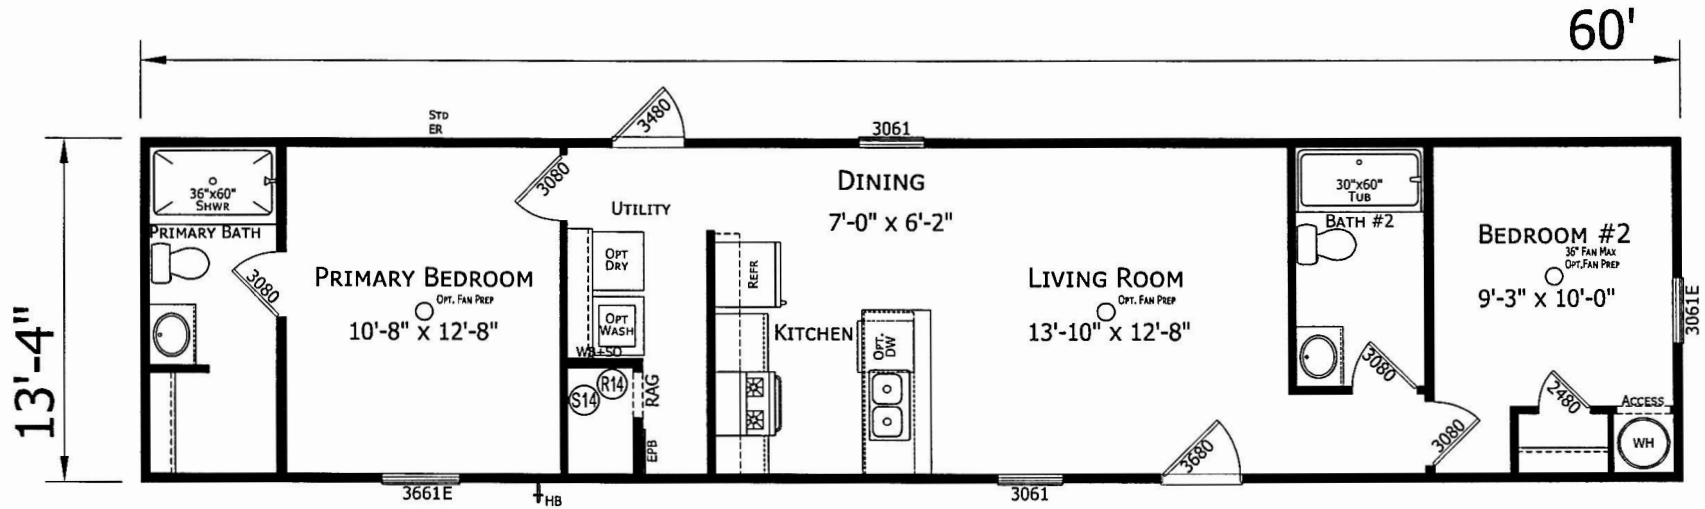 60'
13'-4"
STD
ER
3480
3061
36"x60"
SHWR
PRIMARY BATH
3080
PRIMARY BEDROOM
OPT. FAN PREP
10'-8" x 12'-8"
3080
UTILITY
OPT
DRY
OPT
WASH
WB+SO
S14
R14
RAG
EPB
DINING
7'-0" x 6'-2"
REFR
KITCHEN
OPT.
DW
LIVING ROOM
OPT. FAN PREP
13'-10" x 12'-8"
30"x60"
TUB
BATH #2
3080
BEDROOM #2
36" FAN MAX
OPT.FAN PREP
9'-3" x 10'-0"
3061E
2480
ACCESS
WH
3080
3680
3661E
HB
3061